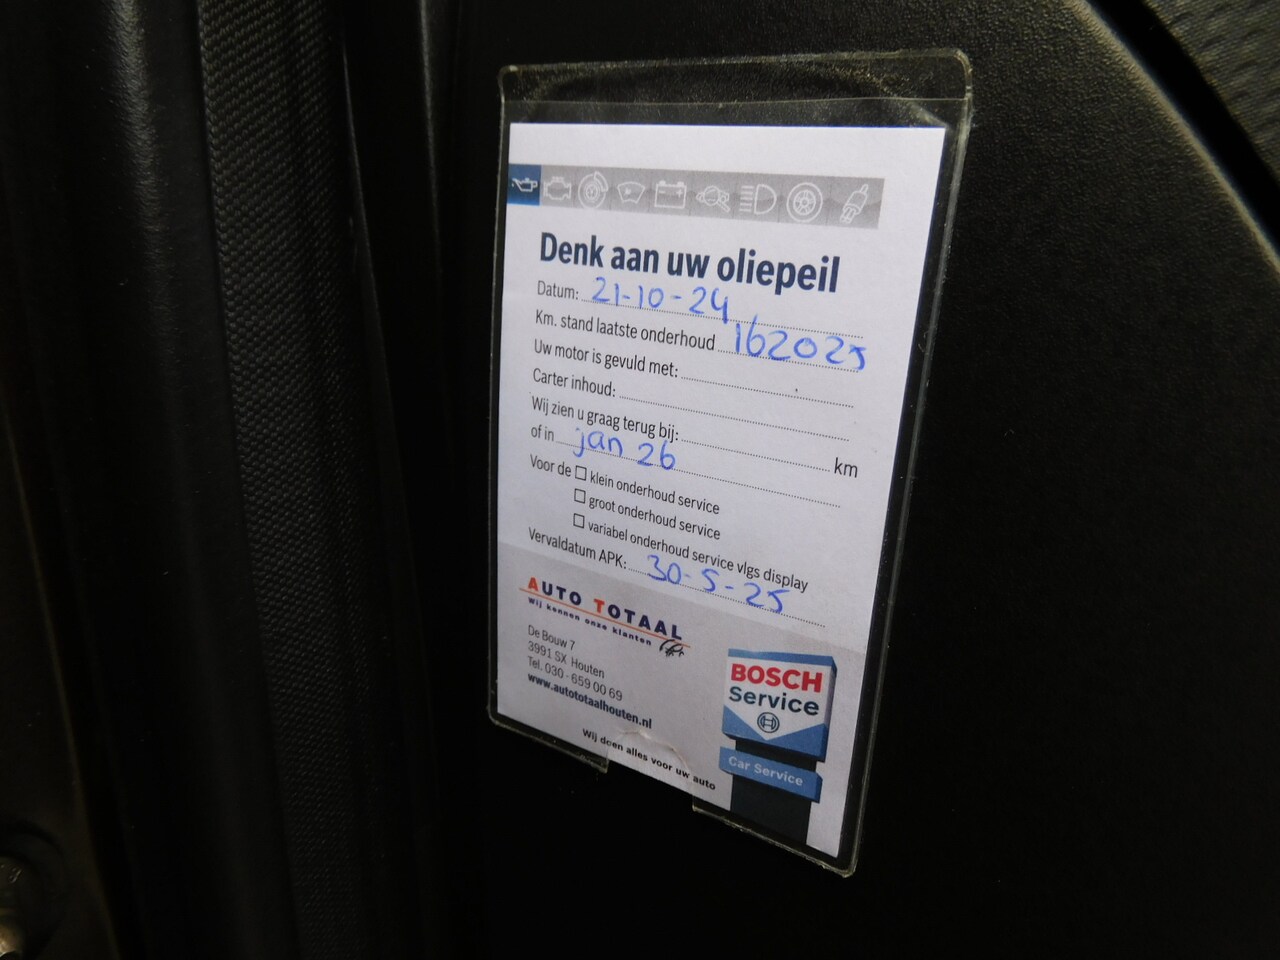 Denk aan uw oliepeil
Datum: 21-10-24
Km. stand laatste onderhoud 162025
Uw motor is gevuld met:
Carter inhoud:
Wij zien u graag terug bij: km
of in jan 26
Voor de ☐ klein onderhoud service
☐ groot onderhoud service
☐ variabel onderhoud service vlgs display
Vervaldatum APK: 30-5-25
AUTO TOTAAL
Wij kennen onze klanten
De Bouw 7
3991 SX Houten
Tel. 030 - 659 00 69
www.autototaalhouten.nl
Wij doen alles voor uw auto
BOSCH
Service
Car Service